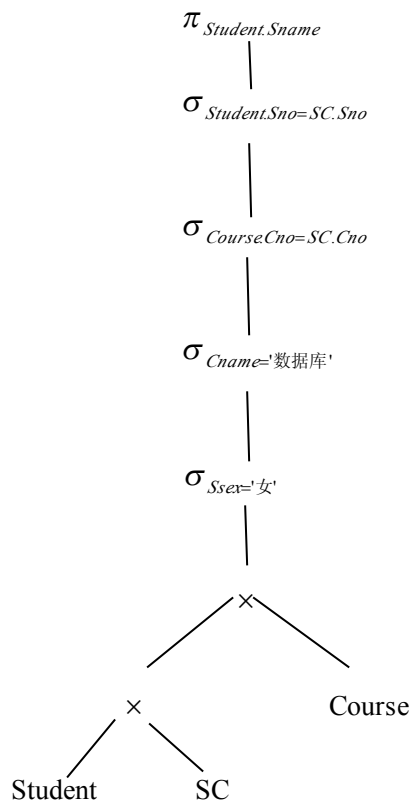 π Student.Sname
σ Student.Sno=SC.Sno
σ Course.Cno=SC.Cno
σ Cname='数据库'
σ Ssex='女'
×
× Course
Student SC